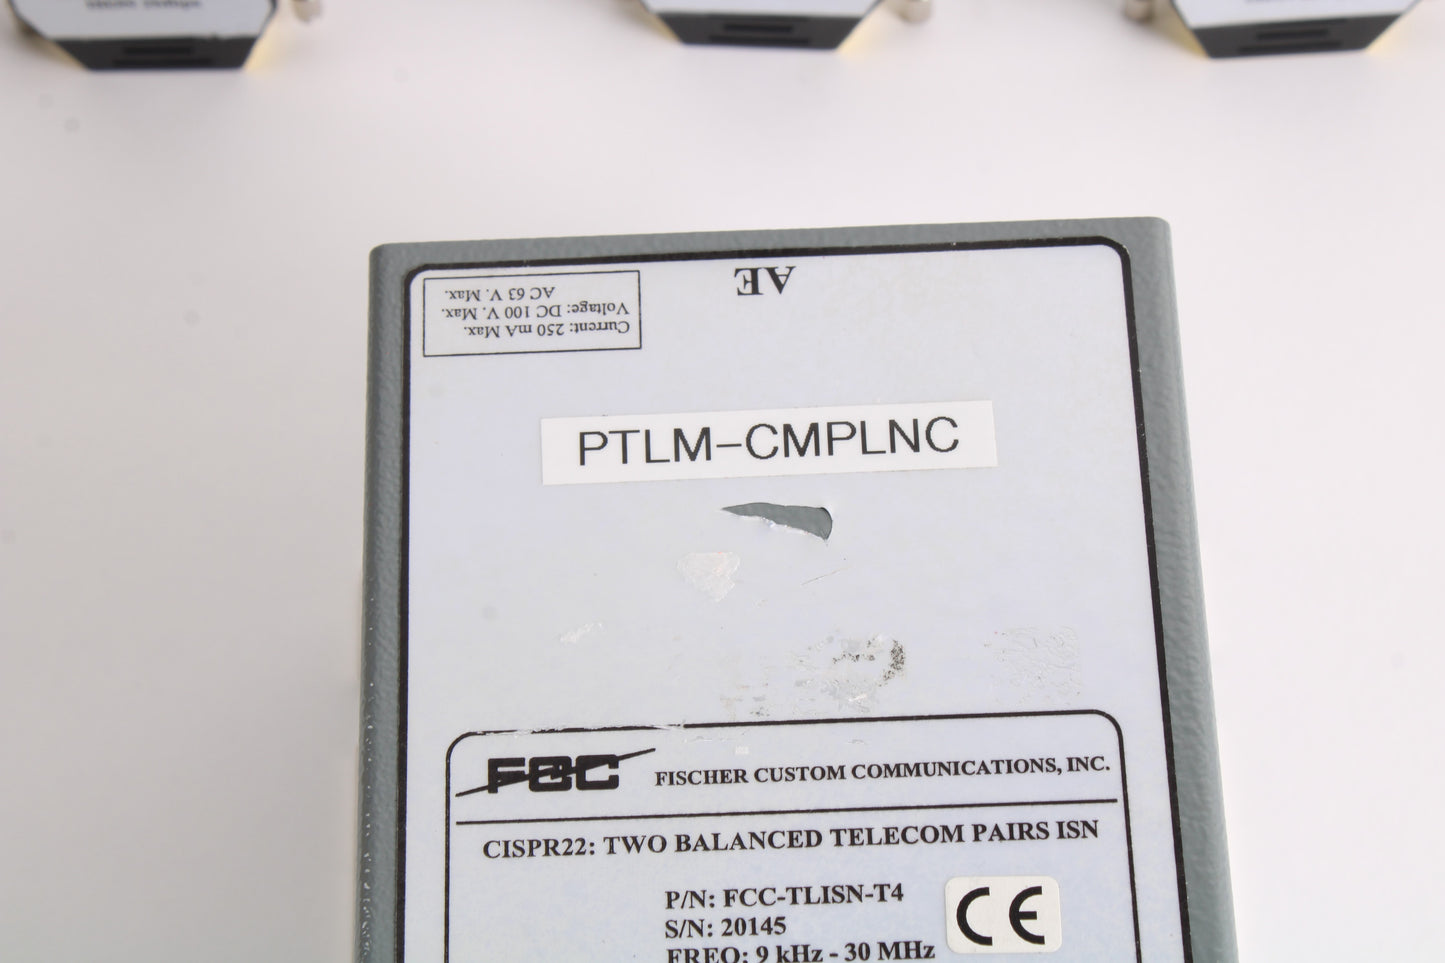 AE
Current: 250 mA Max.
Voltage: DC 100 V. Max.
AC 63 V. Max.
PTLM-CMPLNC
FCC FISCHER CUSTOM COMMUNICATIONS, INC.
CISPR22: TWO BALANCED TELECOM PAIRS ISN
P/N: FCC-TLISN-T4
S/N: 20145
FREQ: 9 kHz - 30 MHz
CE